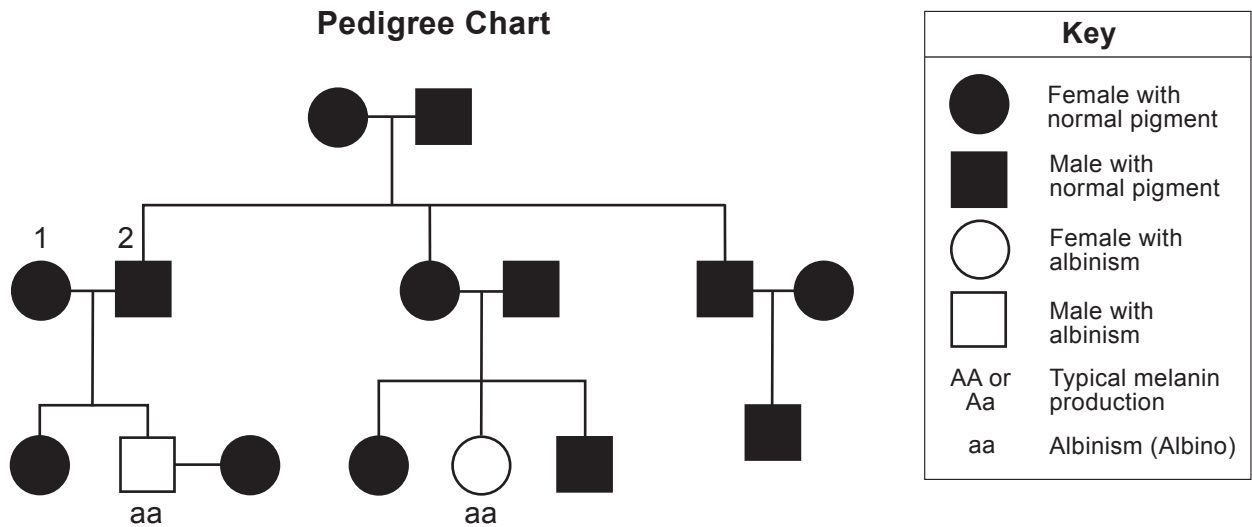 Pedigree Chart
1
2
aa
aa
Key
Female with
normal pigment
Male with
normal pigment
Female with
albinism
Male with
albinism
AA or
Aa
Typical melanin
production
aa
Albinism (Albino)